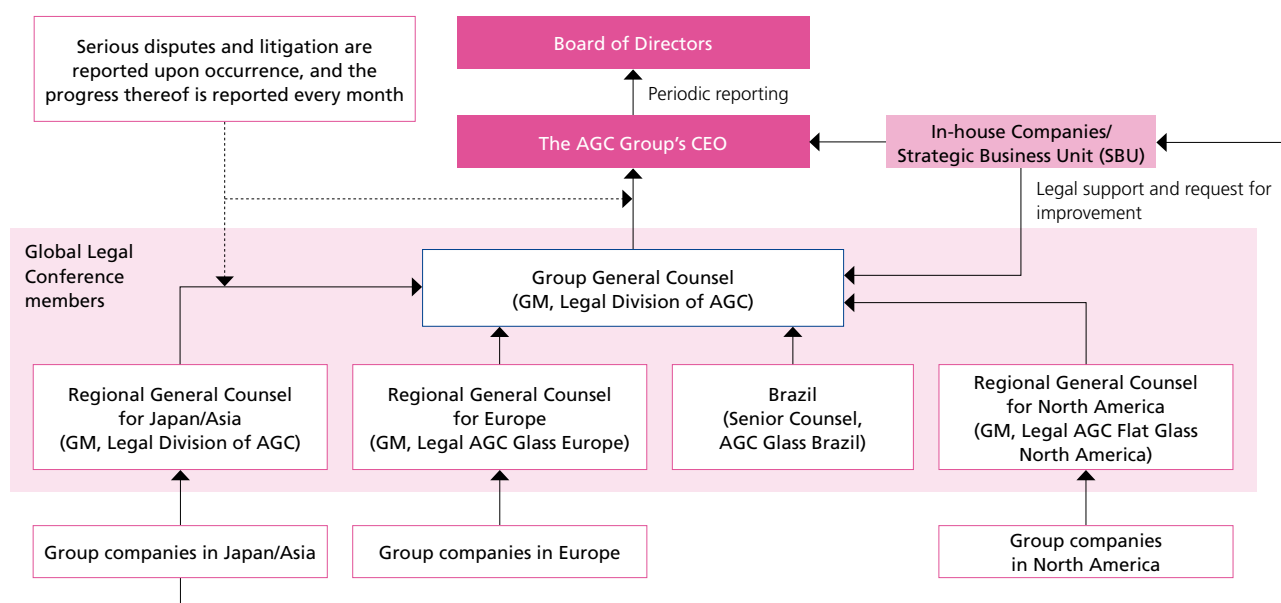 Serious disputes and litigation are
reported upon occurrence, and the
progress thereof is reported every month
Board of Directors
Periodic reporting
The AGC Group's CEO
In-house Companies/
Strategic Business Unit (SBU)
Legal support and request for
improvement
Global Legal
Conference
members
Group General Counsel
(GM, Legal Division of AGC)
Regional General Counsel
for Japan/Asia
(GM, Legal Division of AGC)
Regional General Counsel
for Europe
(GM, Legal AGC Glass Europe)
Brazil
(Senior Counsel,
AGC Glass Brazil)
Regional General Counsel
for North America
(GM, Legal AGC Flat Glass
North America)
Group companies in Japan/Asia
Group companies in Europe
Group companies
in North America